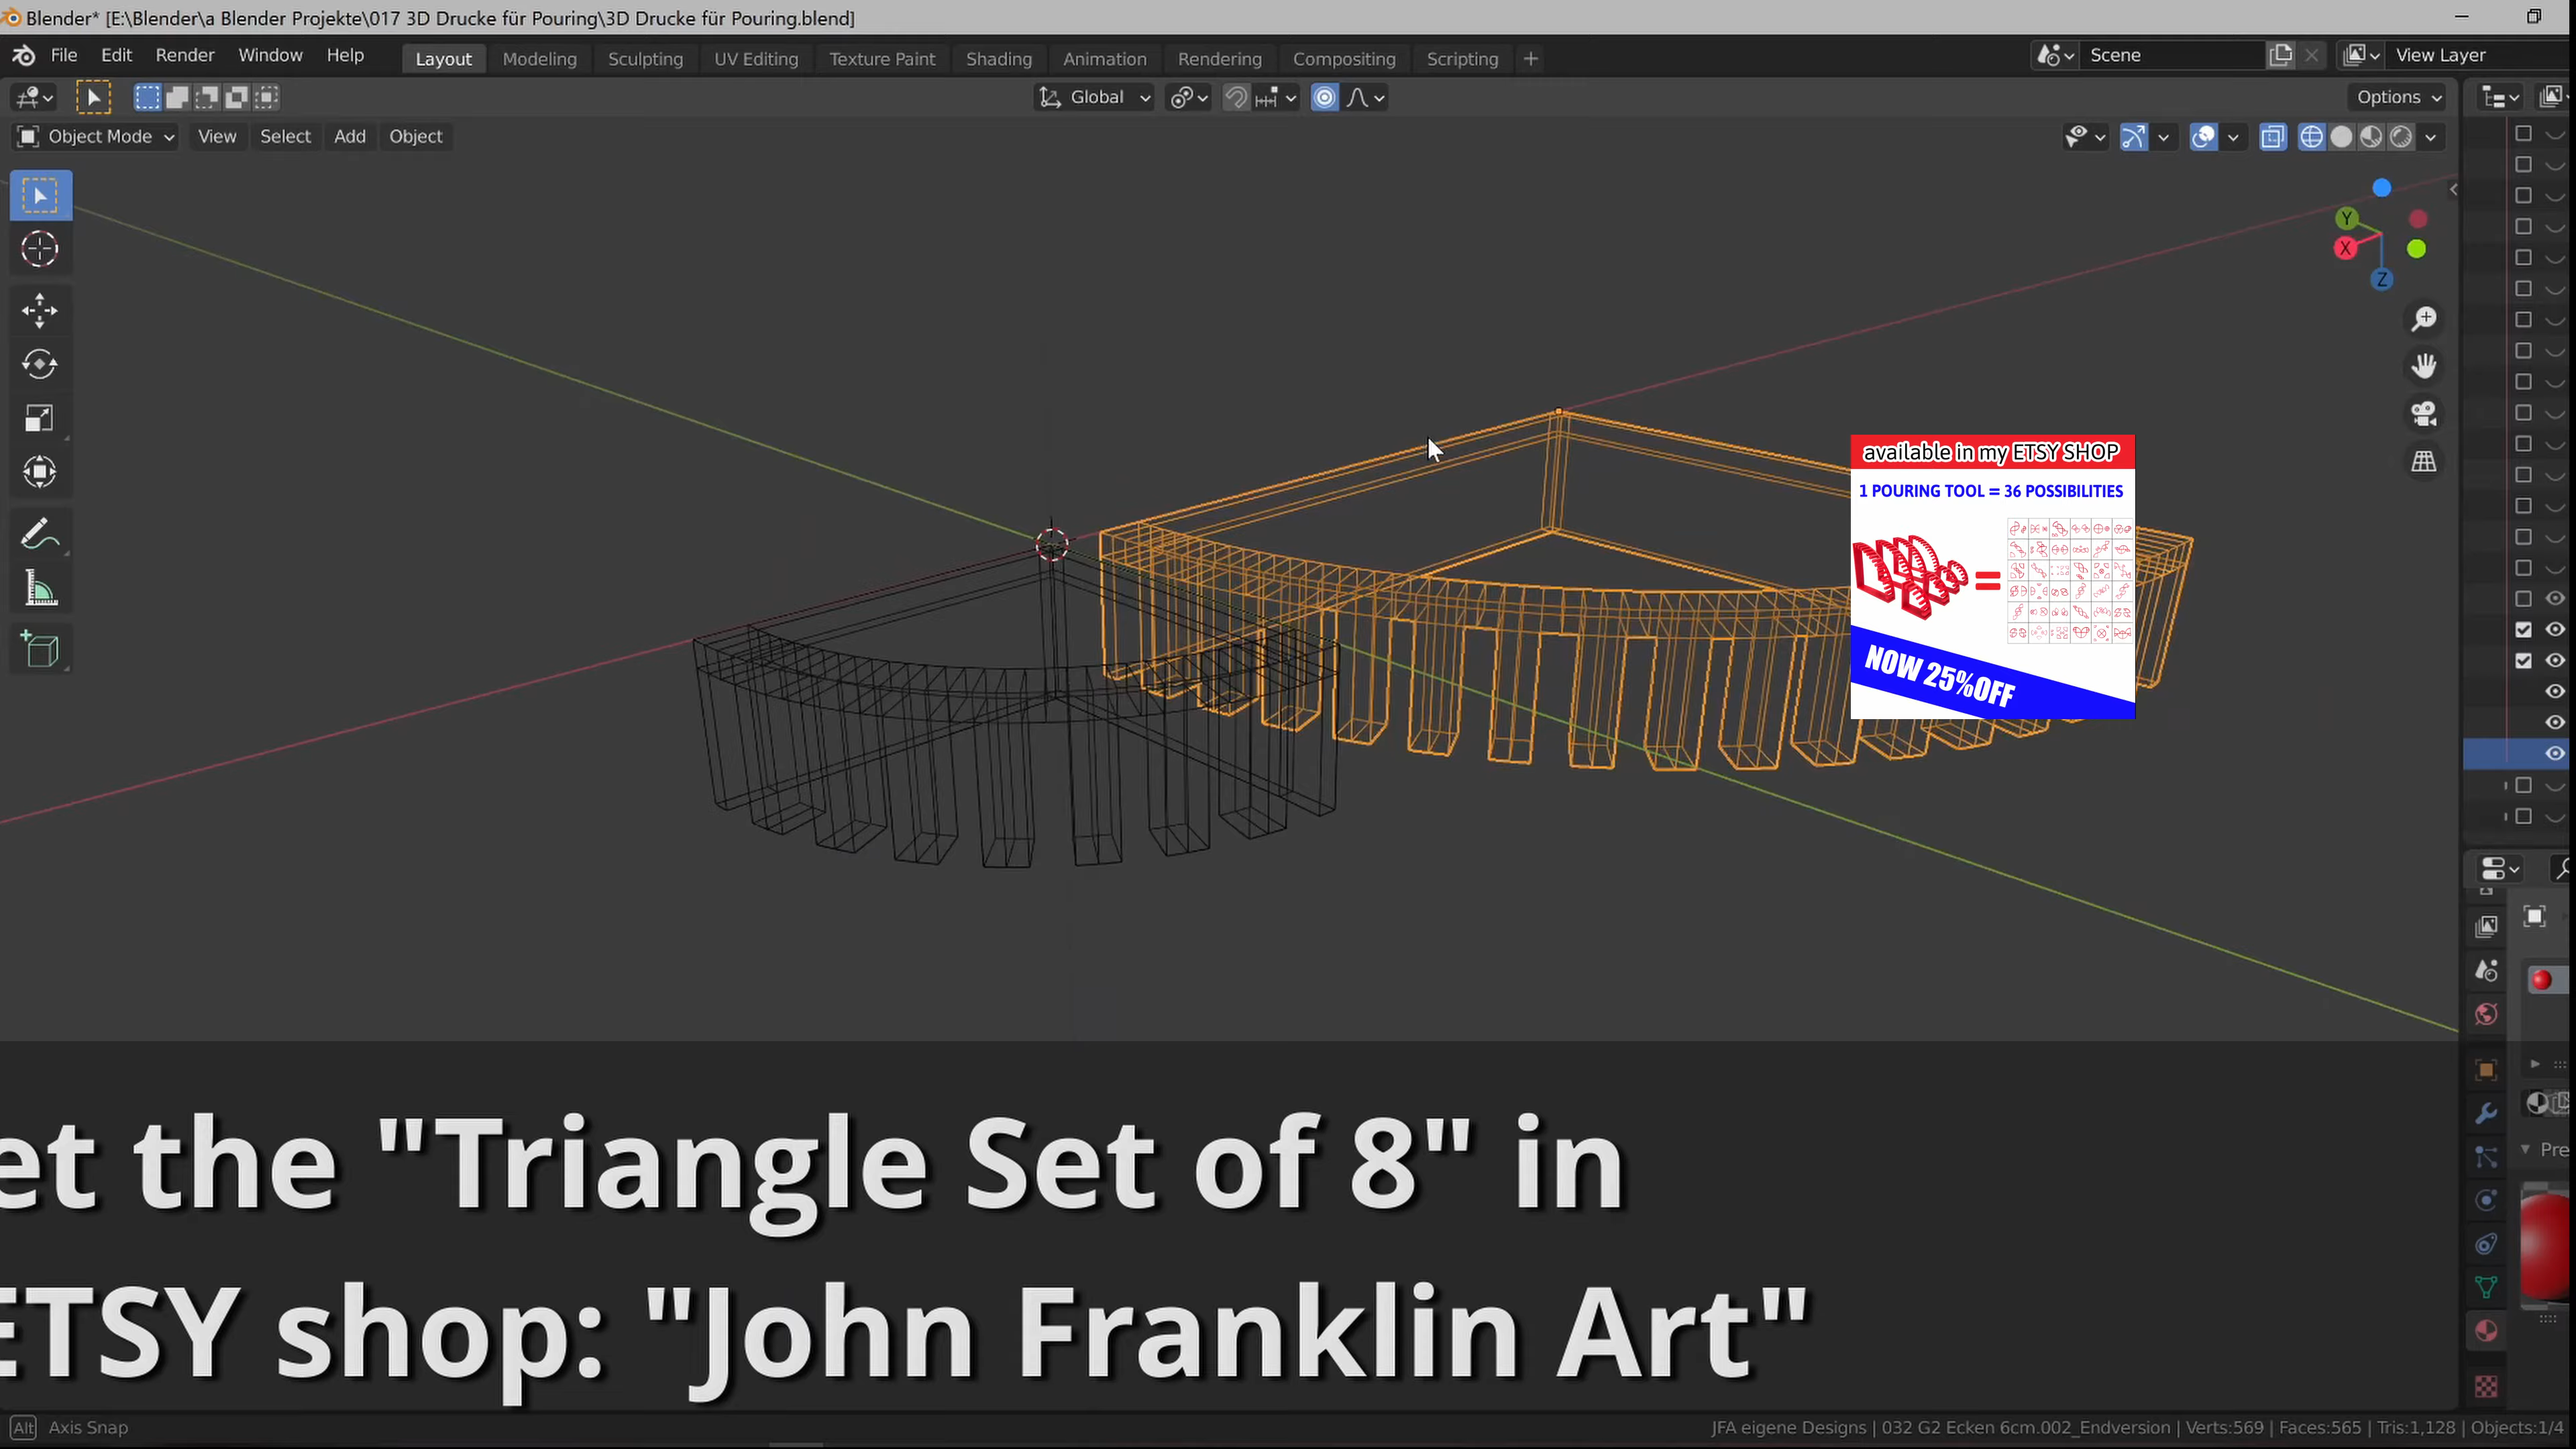 Blender* [E:\Blender\a Blender Projekte\017 3D Drucke für Pouring\3D Drucke für Pouring.blend]
File Edit Render Window Help Layout Modeling Sculpting UV Editing Texture Paint Shading Animation Rendering Compositing Scripting + Scene View Layer
Global Options
Object Mode View Select Add Object
Y
X
Z
available in my ETSY SHOP
1 POURING TOOL = 36 POSSIBILITIES
=
NOW 25%OFF
Pre
et the "Triangle Set of 8" in
ETSY shop: "John Franklin Art"
Alt Axis Snap
JFA eigene Designs | 032 G2 Ecken 6cm.002_Endversion | Verts:569 | Faces:565 | Tris:1,128 | Objects:1/4